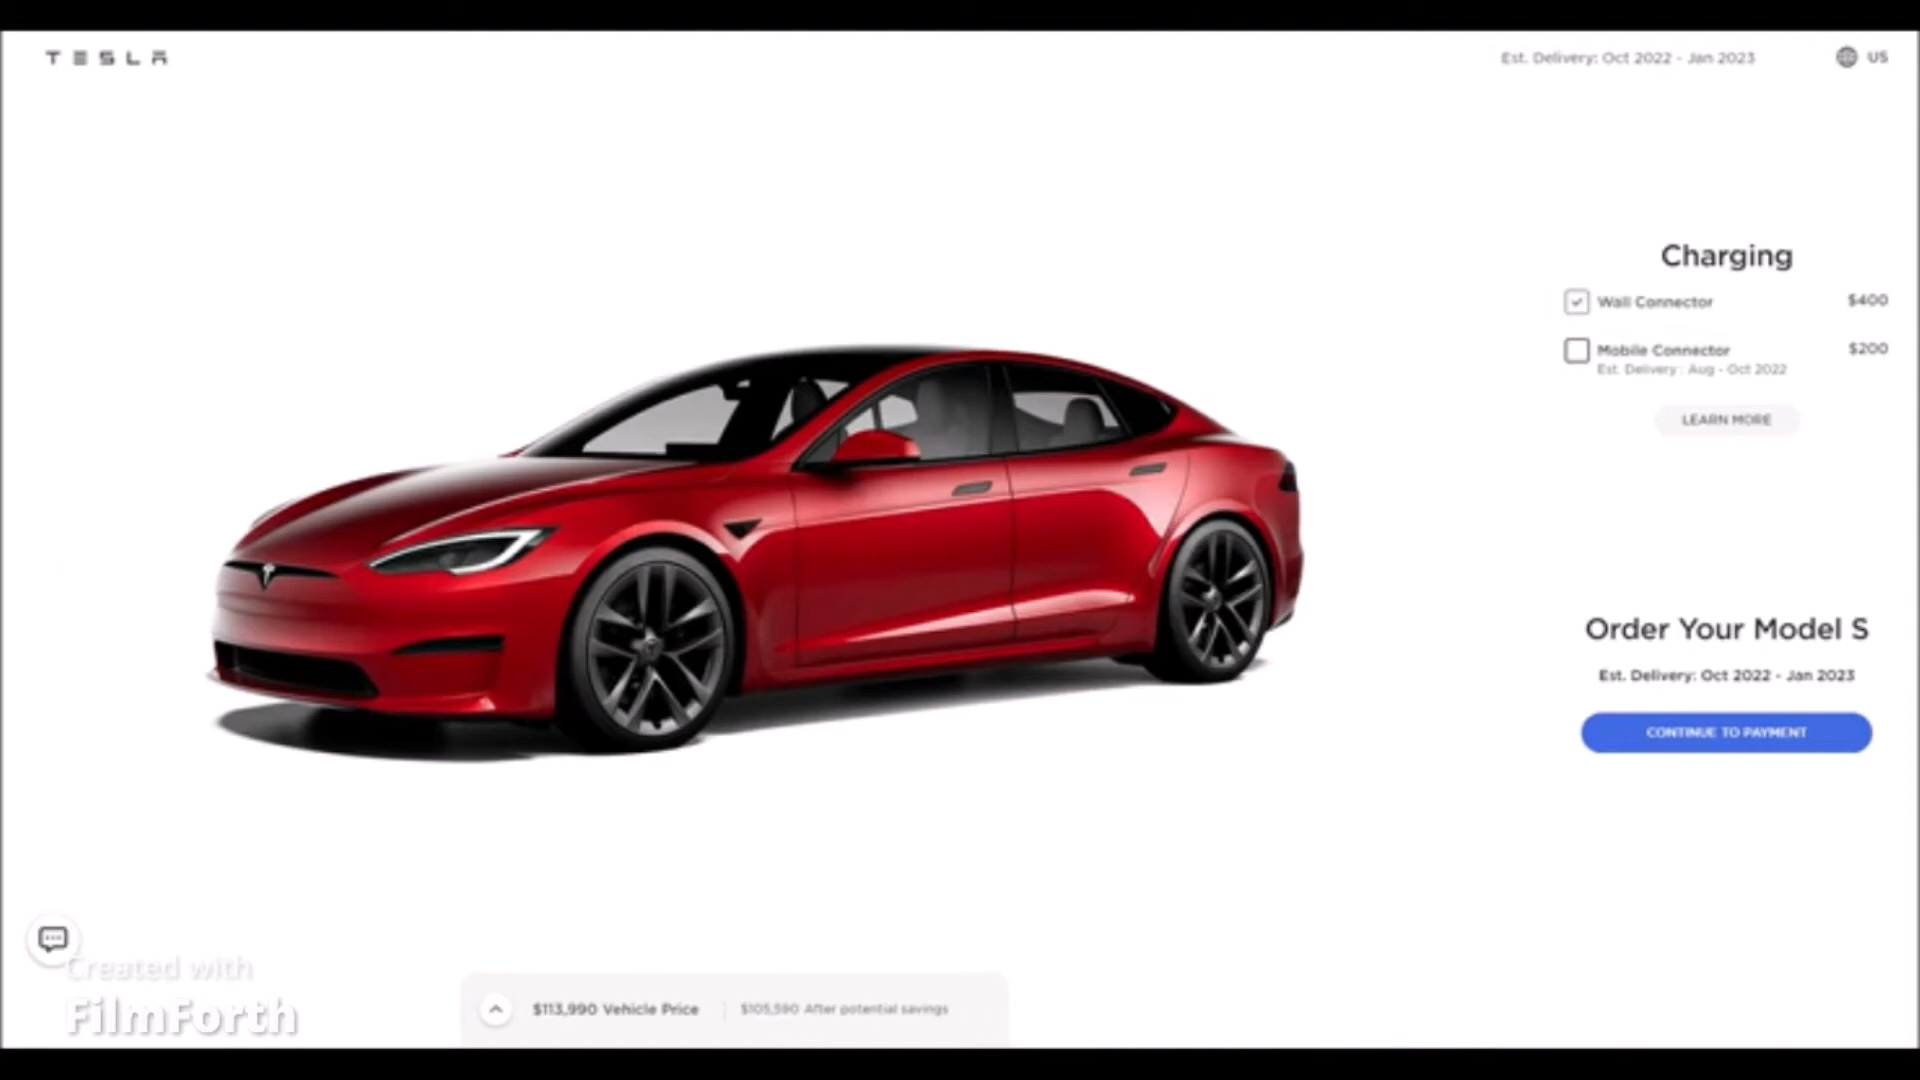 TESLA
Est. Delivery: Oct 2022 - Jan 2023
US
Charging
Wall Connector
$400
Mobile Connector
$200
Est. Delivery : Aug - Oct 2022
LEARN MORE
Order Your Model S
Est. Delivery: Oct 2022 - Jan 2023
CONTINUE TO PAYMENT
Created with
FilmForth
$113,990 Vehicle Price
$105,590 After potential savings